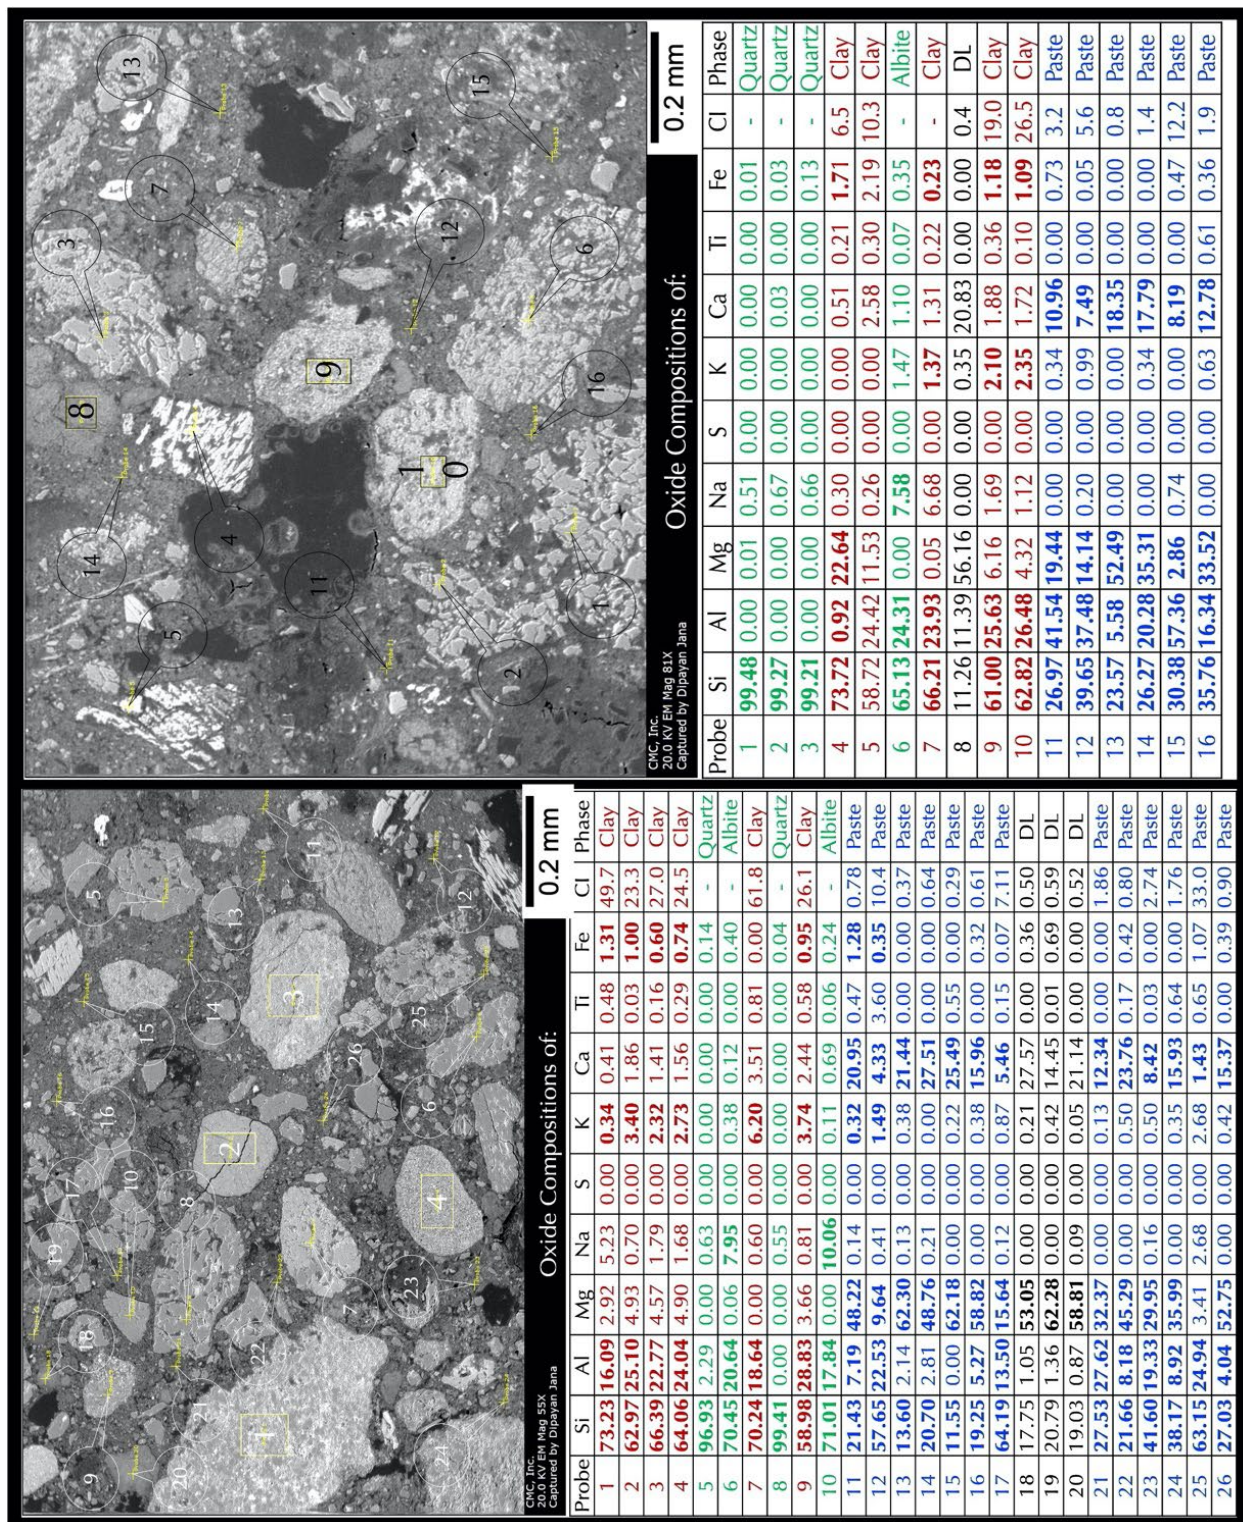 19
17
18
9
5
16
10
15
20
8
21
14
2
13
22
1
3
11
7
26
23
25
6
24
4
12
CMC, Inc.
20.0 KV EM Mag 55X
Captured by Dipayan Jana
0.2 mm
Oxide Compositions of:
Probe Si Al Mg Na S K Ca Ti Fe CI Phase
1 73.23 16.09 2.92 5.23 0.00 0.34 0.41 0.48 1.31 49.7 Clay
2 62.97 25.10 4.93 0.70 0.00 3.40 1.86 0.03 1.00 23.3 Clay
3 66.39 22.77 4.57 1.79 0.00 2.32 1.41 0.16 0.60 27.0 Clay
4 64.06 24.04 4.90 1.68 0.00 2.73 1.56 0.29 0.74 24.5 Clay
5 96.93 2.29 0.00 0.63 0.00 0.00 0.00 0.00 0.14 - Quartz
6 70.45 20.64 0.06 7.95 0.00 0.38 0.12 0.00 0.40 - Albite
7 70.24 18.64 0.00 0.60 0.00 6.20 3.51 0.81 0.00 61.8 Clay
8 99.41 0.00 0.00 0.55 0.00 0.00 0.00 0.00 0.04 - Quartz
9 58.98 28.83 3.66 0.81 0.00 3.74 2.44 0.58 0.95 26.1 Clay
10 71.01 17.84 0.00 10.06 0.00 0.11 0.69 0.06 0.24 - Albite
11 21.43 7.19 48.22 0.14 0.00 0.32 20.95 0.47 1.28 0.78 Paste
12 57.65 22.53 9.64 0.41 0.00 1.49 4.33 3.60 0.35 10.4 Paste
13 13.60 2.14 62.30 0.13 0.00 0.38 21.44 0.00 0.00 0.37 Paste
14 20.70 2.81 48.76 0.21 0.00 0.00 27.51 0.00 0.00 0.64 Paste
15 11.55 0.00 62.18 0.00 0.00 0.22 25.49 0.55 0.00 0.29 Paste
16 19.25 5.27 58.82 0.00 0.00 0.38 15.96 0.00 0.32 0.61 Paste
17 64.19 13.50 15.64 0.12 0.00 0.87 5.46 0.15 0.07 7.11 Paste
18 17.75 1.05 53.05 0.00 0.00 0.21 27.57 0.00 0.36 0.50 DL
19 20.79 1.36 62.28 0.00 0.00 0.42 14.45 0.01 0.69 0.59 DL
20 19.03 0.87 58.81 0.09 0.00 0.05 21.14 0.00 0.00 0.52 DL
21 27.53 27.62 32.37 0.00 0.00 0.13 12.34 0.00 0.00 1.86 Paste
22 21.66 8.18 45.29 0.00 0.00 0.50 23.76 0.17 0.42 0.80 Paste
23 41.60 19.33 29.95 0.16 0.00 0.50 8.42 0.03 0.00 2.74 Paste
24 38.17 8.92 35.99 0.00 0.00 0.35 15.93 0.64 0.00 1.76 Paste
25 63.15 24.94 3.41 2.68 0.00 2.68 1.43 0.65 1.07 33.0 Paste
26 27.03 4.04 52.75 0.00 0.00 0.42 15.37 0.00 0.39 0.90 Paste
3
8
14
13
7
5
4
11
9
10
12
15
2
6
16
1
CMC, Inc.
20.0 KV EM Mag 81X
Captured by Dipayan Jana
0.2 mm
Oxide Compositions of:
Probe Si Al Mg Na S K Ca Ti Fe CI Phase
1 99.48 0.00 0.01 0.51 0.00 0.00 0.00 0.00 0.01 - Quartz
2 99.27 0.00 0.00 0.67 0.00 0.00 0.03 0.00 0.03 - Quartz
3 99.21 0.00 0.00 0.66 0.00 0.00 0.00 0.00 0.13 - Quartz
4 73.72 0.92 22.64 0.30 0.00 0.00 0.51 0.21 1.71 6.5 Clay
5 58.72 24.42 11.53 0.26 0.00 0.00 2.58 0.30 2.19 10.3 Clay
6 65.13 24.31 0.00 7.58 0.00 1.47 1.10 0.07 0.35 - Albite
7 66.21 23.93 0.05 6.68 0.00 1.37 1.31 0.22 0.23 - Clay
8 11.26 11.39 56.16 0.00 0.00 0.35 20.83 0.00 0.00 0.4 DL
9 61.00 25.63 6.16 1.69 0.00 2.10 1.88 0.36 1.18 19.0 Clay
10 62.82 26.48 4.32 1.12 0.00 2.35 1.72 0.10 1.09 26.5 Clay
11 26.97 41.54 19.44 0.00 0.00 0.34 10.96 0.00 0.73 3.2 Paste
12 39.65 37.48 14.14 0.20 0.00 0.99 7.49 0.00 0.05 5.6 Paste
13 23.57 5.58 52.49 0.00 0.00 0.00 18.35 0.00 0.00 0.8 Paste
14 26.27 20.28 35.31 0.00 0.00 0.34 17.79 0.00 0.00 1.4 Paste
15 30.38 57.36 2.86 0.74 0.00 0.00 8.19 0.00 0.47 12.2 Paste
16 35.76 16.34 33.52 0.00 0.00 0.63 12.78 0.61 0.36 1.9 Paste